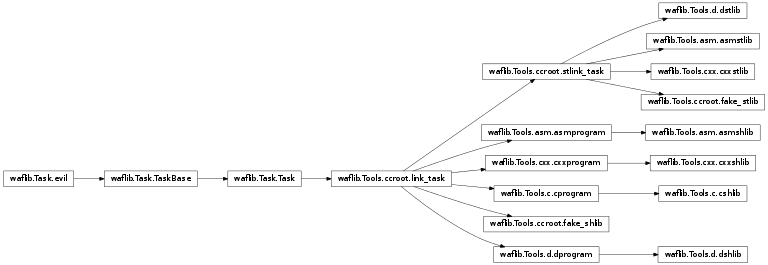 waflib.Tools.d.dstlib
waflib.Tools.asm.asmstlib
waflib.Tools.ccroot.stlink_task
waflib.Tools.cxx.cxxstlib
waflib.Tools.ccroot.fake_stlib
waflib.Tools.asm.asmprogram
waflib.Tools.asm.asmshlib
waflib.Tools.cxx.cxxprogram
waflib.Tools.cxx.cxxshlib
waflib.Task.evil
waflib.Task.TaskBase
waflib.Task.Task
waflib.Tools.ccroot.link_task
waflib.Tools.c.cprogram
waflib.Tools.c.cshlib
waflib.Tools.ccroot.fake_shlib
waflib.Tools.d.dprogram
waflib.Tools.d.dshlib